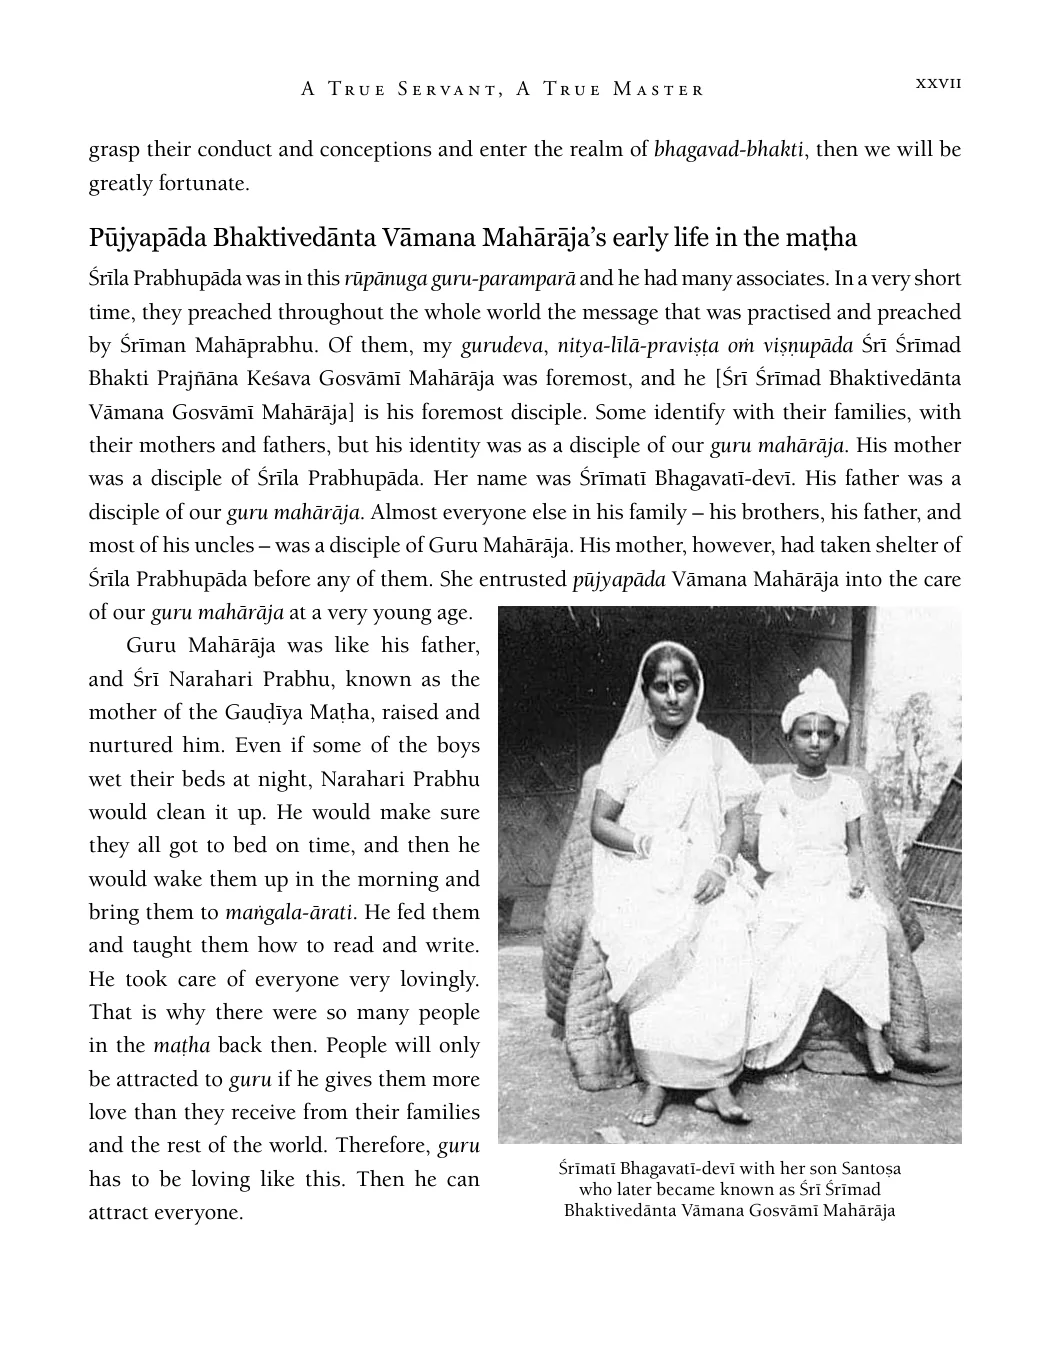 A True Servant, A True Master
xxvii
grasp their conduct and conceptions and enter the realm of bhagavad-bhakti, then we will be
greatly fortunate.
Pūjyapāda Bhaktivedānta Vāmana Mahārāja’s early life in the maṭha
Śrīla Prabhupāda was in this rūpānuga guru-paramparā and he had many associates. In a very short
time, they preached throughout the whole world the message that was practised and preached
by Śrīman Mahāprabhu. Of them, my gurudeva, nitya-līlā-praviṣṭa oṁ viṣṇupāda Śrī Śrīmad
Bhakti Prajñāna Keśava Gosvāmī Mahārāja was foremost, and he [Śrī Śrīmad Bhaktivedānta
Vāmana Gosvāmī Mahārāja] is his foremost disciple. Some identify with their families, with
their mothers and fathers, but his identity was as a disciple of our guru mahārāja. His mother
was a disciple of Śrīla Prabhupāda. Her name was Śrīmatī Bhagavatī-devī. His father was a
disciple of our guru mahārāja. Almost everyone else in his family – his brothers, his father, and
most of his uncles – was a disciple of Guru Mahārāja. His mother, however, had taken shelter of
Śrīla Prabhupāda before any of them. She entrusted pūjyapāda Vāmana Mahārāja into the care
of our guru mahārāja at a very young age.
Guru Mahārāja was like his father,
and Śrī Narahari Prabhu, known as the
mother of the Gauḍīya Maṭha, raised and
nurtured him. Even if some of the boys
wet their beds at night, Narahari Prabhu
would clean it up. He would make sure
they all got to bed on time, and then he
would wake them up in the morning and
bring them to maṅgala-ārati. He fed them
and taught them how to read and write.
He took care of everyone very lovingly.
That is why there were so many people
in the maṭha back then. People will only
be attracted to guru if he gives them more
love than they receive from their families
and the rest of the world. Therefore, guru
has to be loving like this. Then he can
attract everyone.
Śrīmatī Bhagavatī-devī with her son Santoṣa
who later became known as Śrī Śrīmad
Bhaktivedānta Vāmana Gosvāmī Mahārāja